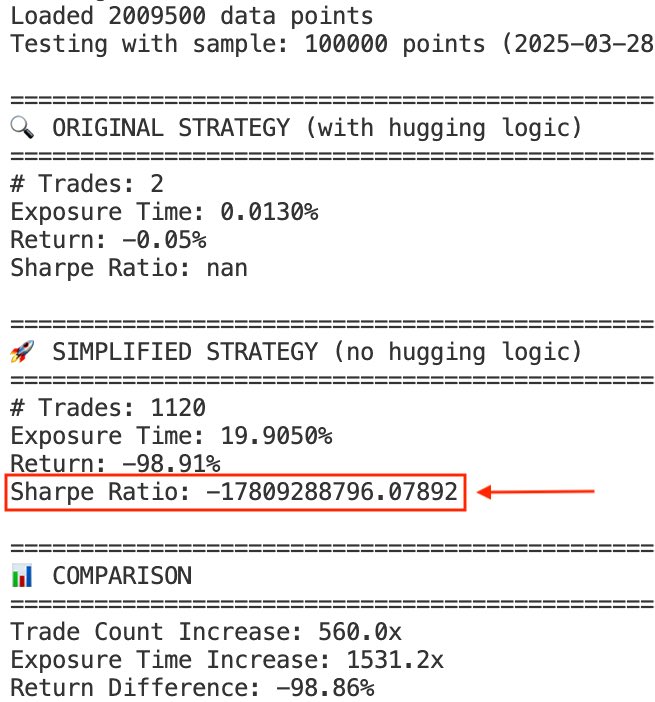 Loaded 2009500 data points
Testing with sample: 100000 points (2025-03-28
==============================================
🔍 ORIGINAL STRATEGY (with hugging logic)
==============================================
# Trades: 2
Exposure Time: 0.0130%
Return: -0.05%
Sharpe Ratio: nan
==============================================
🚀 SIMPLIFIED STRATEGY (no hugging logic)
==============================================
# Trades: 1120
Exposure Time: 19.9050%
Return: -98.91%
Sharpe Ratio: -17809288796.07892
==============================================
📊 COMPARISON
==============================================
Trade Count Increase: 560.0x
Exposure Time Increase: 1531.2x
Return Difference: -98.86%